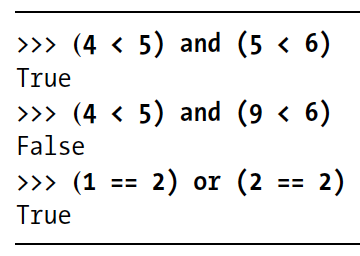 >>> (4 < 5) and (5 < 6)
True
>>> (4 < 5) and (9 < 6)
False
>>> (1 == 2) or (2 == 2)
True